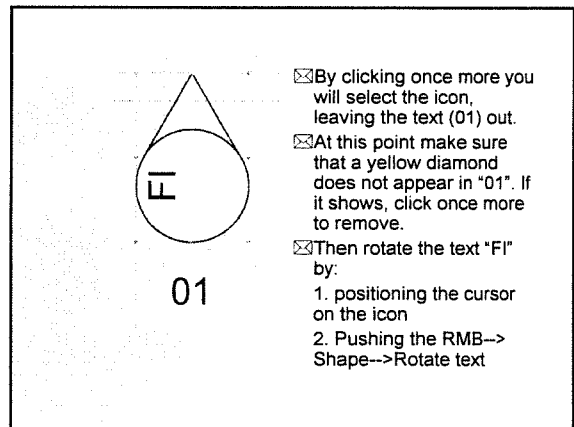 FI
01
By clicking once more you
will select the icon,
leaving the text (01) out.
At this point make sure
that a yellow diamond
does not appear in “01”. If
it shows, click once more
to remove.
Then rotate the text “FI”
by:
1. positioning the cursor
on the icon
2. Pushing the RMB-->
Shape-->Rotate text